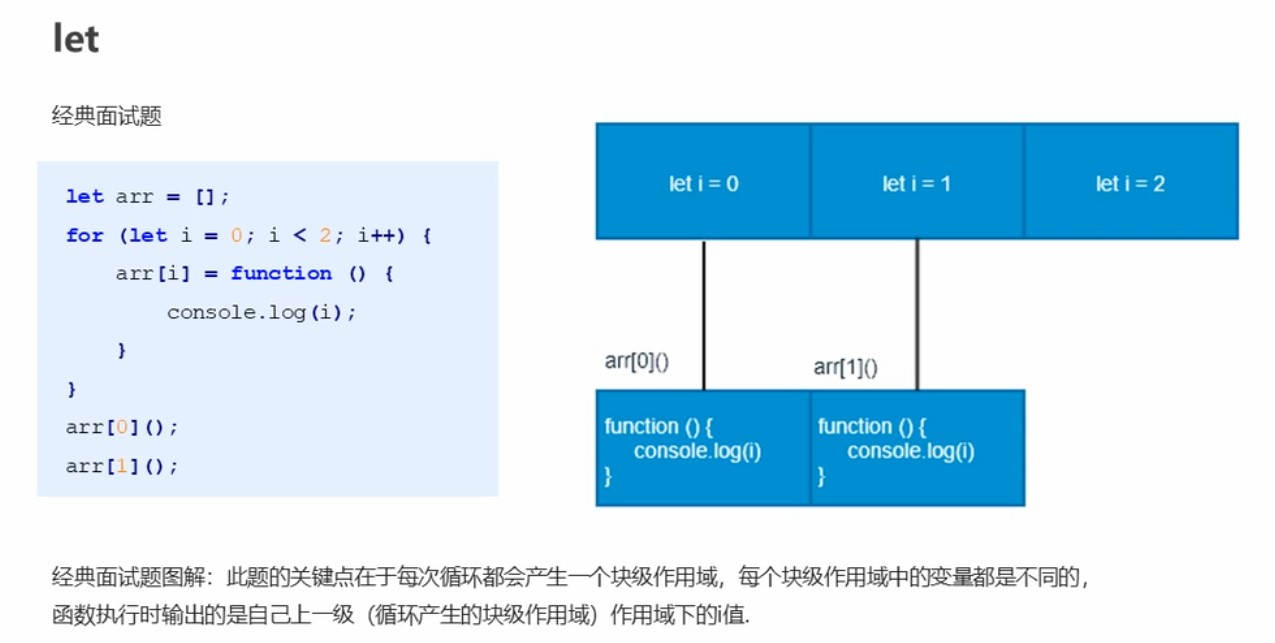 let
经典面试题
let arr = [];
for (let i = 0; i < 2; i++) {
arr[i] = function () {
console.log(i);
}
}
arr[0]();
arr[1]();
let i = 0
let i = 1
let i = 2
arr[0]()
arr[1]()
function () {
console.log(i)
}
function () {
console.log(i)
}
经典面试题图解：此题的关键点在于每次循环都会产生一个块级作用域，每个块级作用域中的变量都是不同的，
函数执行时输出的是自己上一级（循环产生的块级作用域）作用域下的i值.